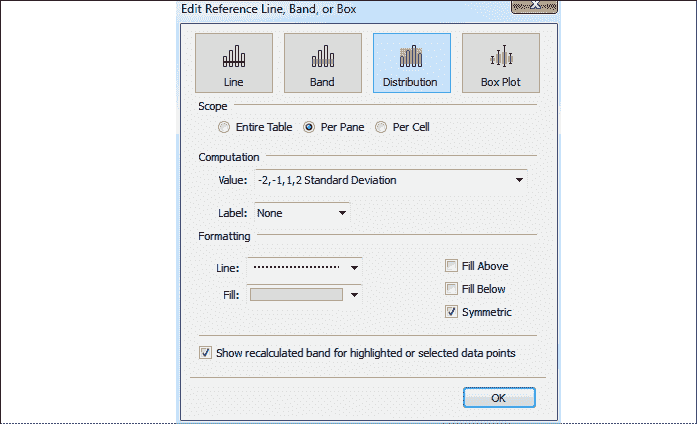 Edit Reference Line, Band, or Box
Line Band Distribution Box Plot
Scope
Entire Table Per Pane Per Cell
Computation
Value: -2,-1,1,2 Standard Deviation
Label: None
Formatting
Line: Fill Above
Fill: Fill Below
Symmetric
Show recalculated band for highlighted or selected data points
OK